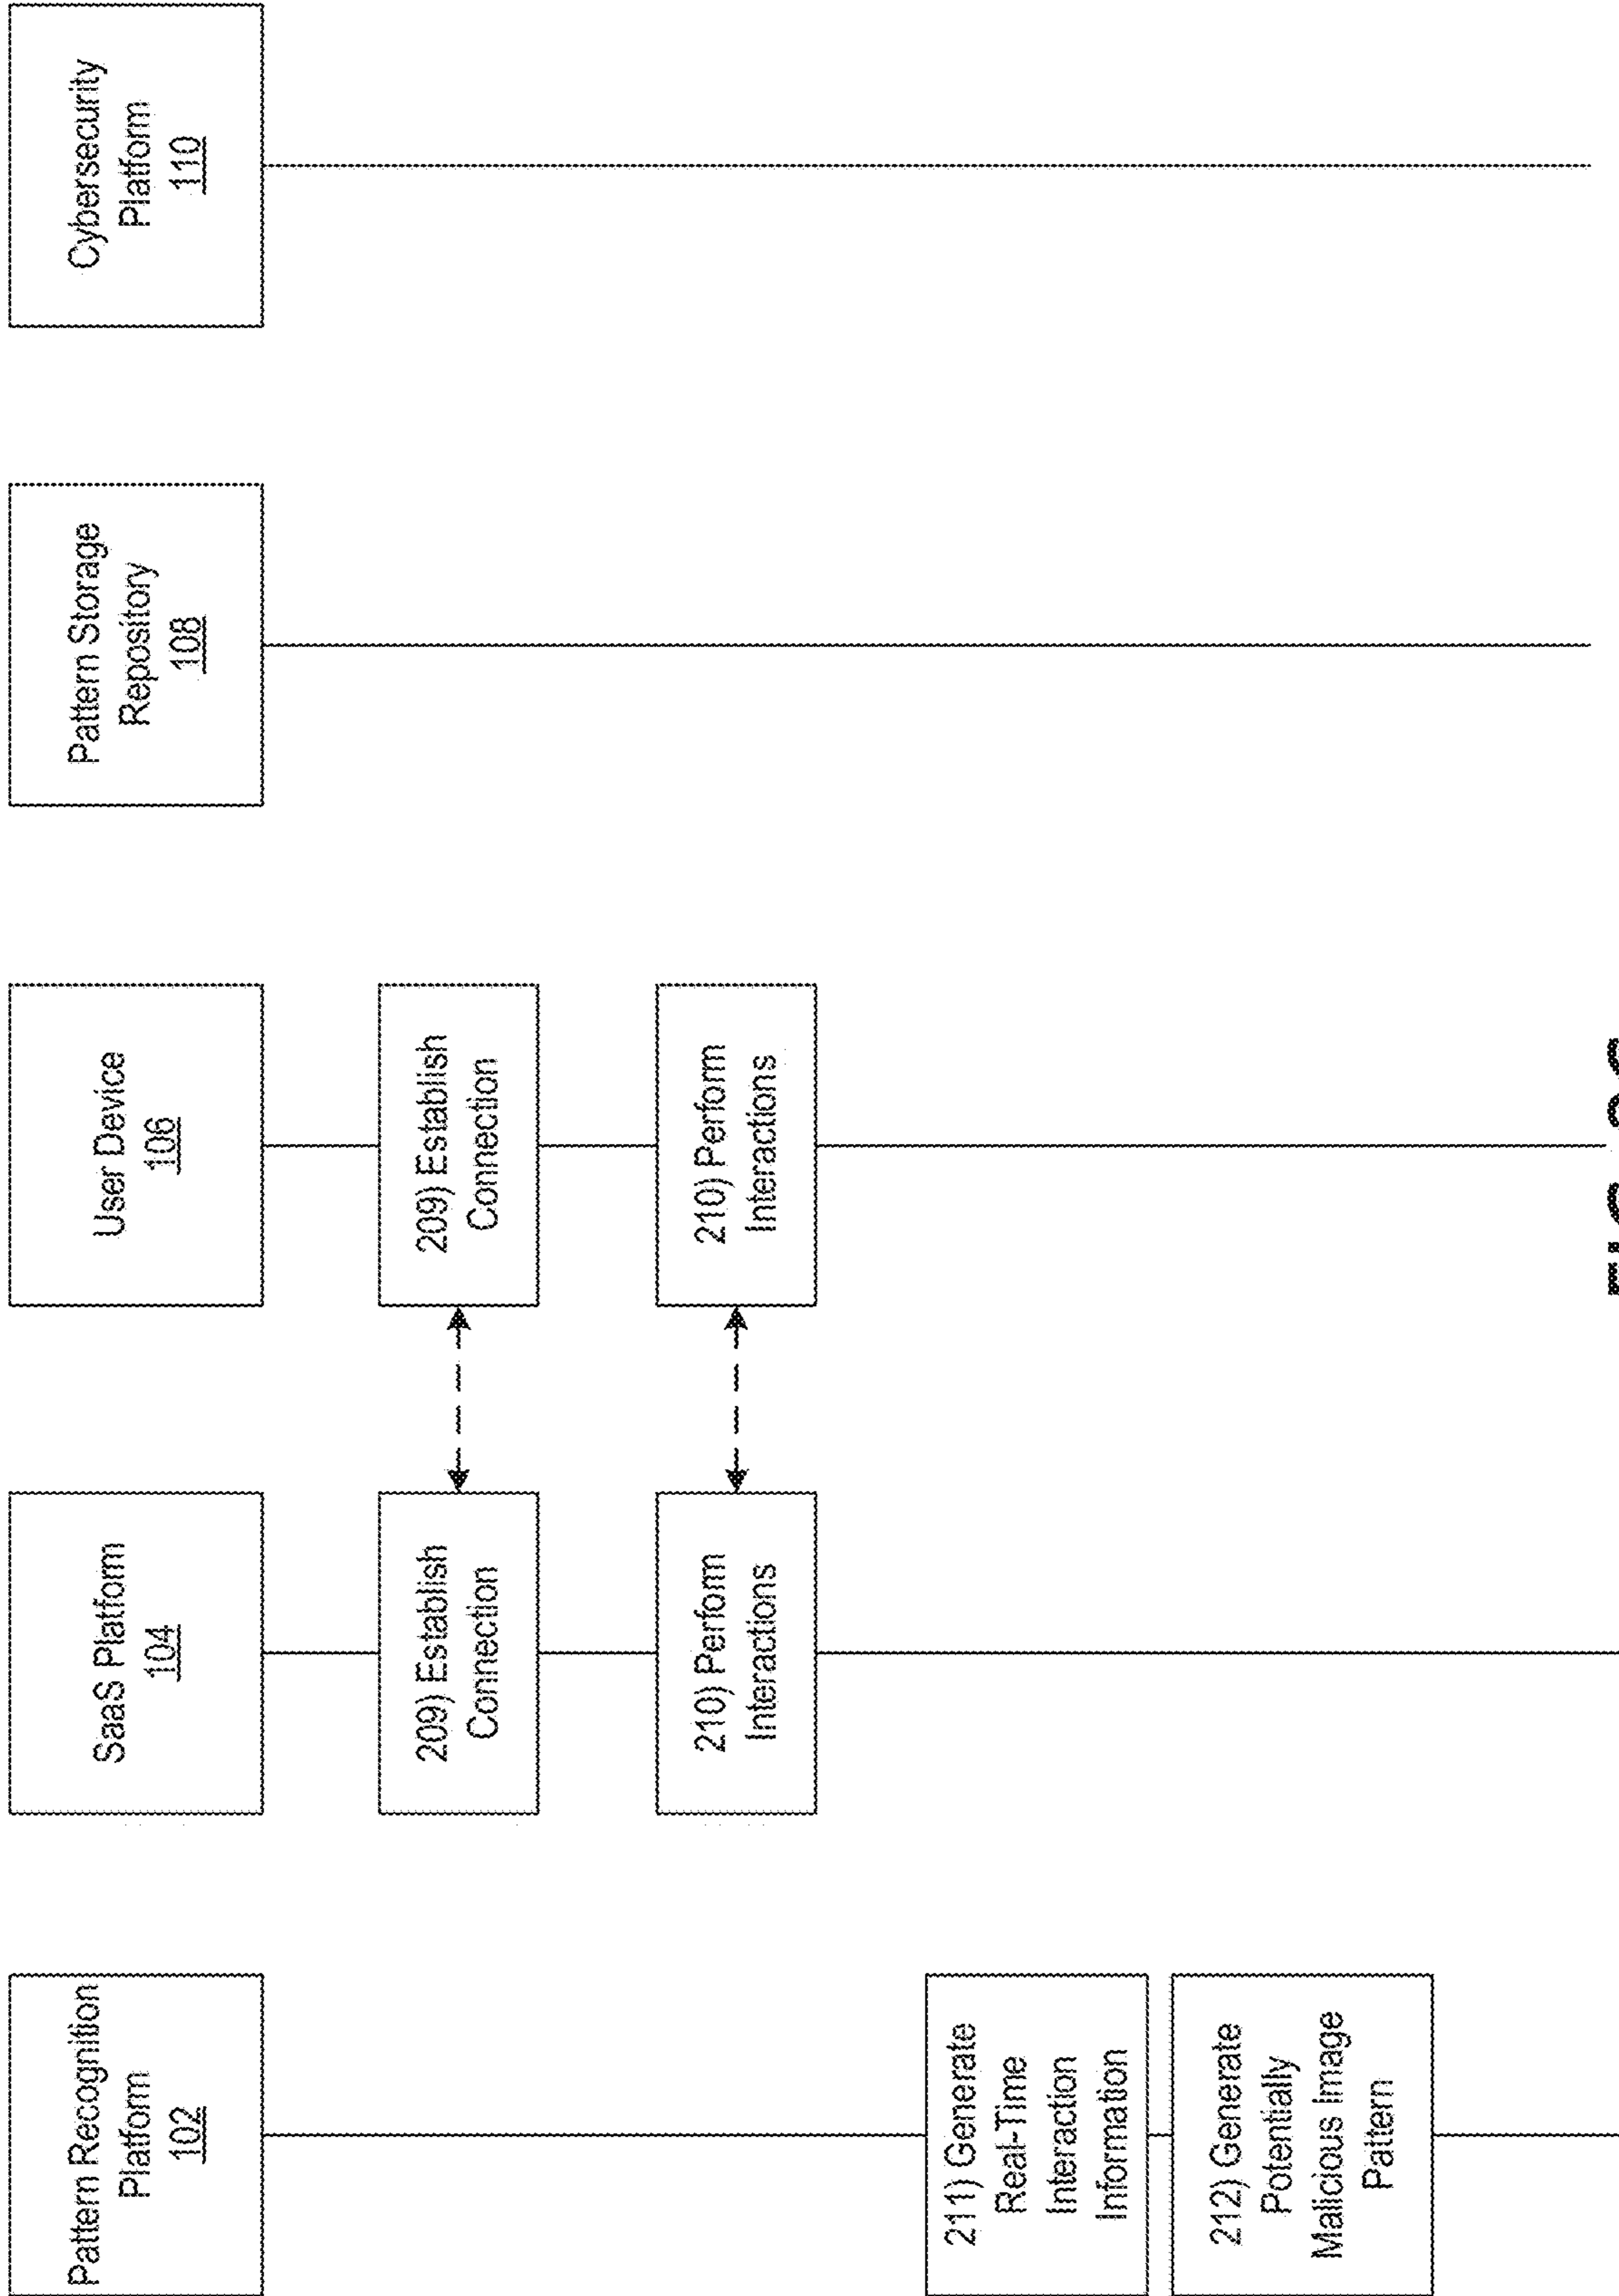 Pattern Recognition
Platform
102
SaaS Platform
104
User Device
106
Pattern Storage
Repository
108
Cybersecurity
Platform
110
209) Establish
Connection
209) Establish
Connection
210) Perform
Interactions
210) Perform
Interactions
211) Generate
Real-Time
Interaction
Information
212) Generate
Potentially
Malicious Image
Pattern